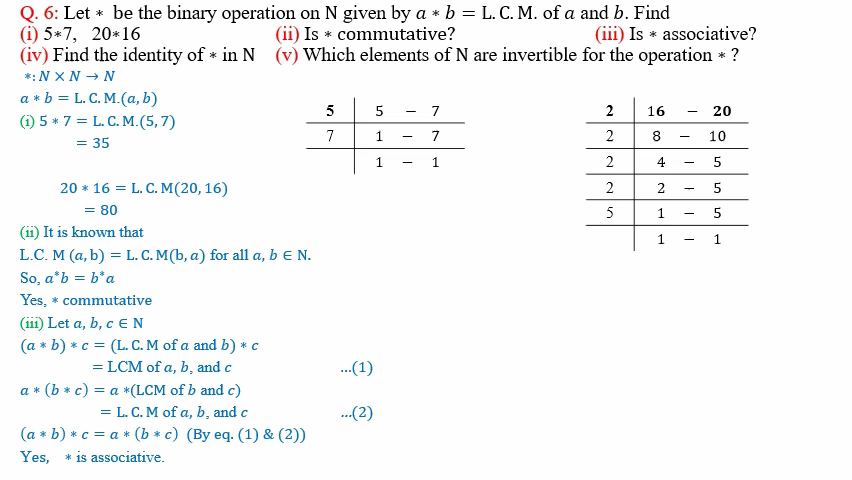 Q. 6: Let * be the binary operation on N given by a * b = L. C. M. of a and b. Find
(i) 5*7, 20*16 (ii) Is * commutative? (iii) Is * associative?
(iv) Find the identity of * in N (v) Which elements of N are invertible for the operation * ?
*: N × N → N
a * b = L. C. M.(a, b)
(i) 5 * 7 = L. C. M.(5, 7)
= 35
5 5 − 7
7 1 − 7
1 − 1
2 16 − 20
2 8 − 10
2 4 − 5
2 2 − 5
5 1 − 5
1 − 1
20 * 16 = L. C. M(20, 16)
= 80
(ii) It is known that
L.C. M (a, b) = L. C. M(b, a) for all a, b ∈ N.
So, a*b = b*a
Yes, * commutative
(iii) Let a, b, c ∈ N
(a * b) * c = (L. C. M of a and b) * c
= LCM of a, b, and c ...(1)
a * (b * c) = a *(LCM of b and c)
= L. C. M of a, b, and c ...(2)
(a * b) * c = a * (b * c) (By eq. (1) & (2))
Yes, * is associative.